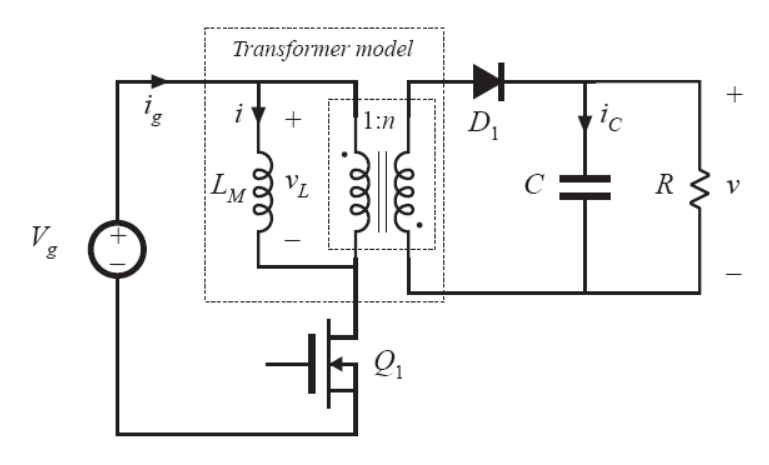 Transformer model
i_g
i
+
1:n
D_1
i_C
+
L_M
v_L
C
R
v
V_g
+
−
−
−
Q_1